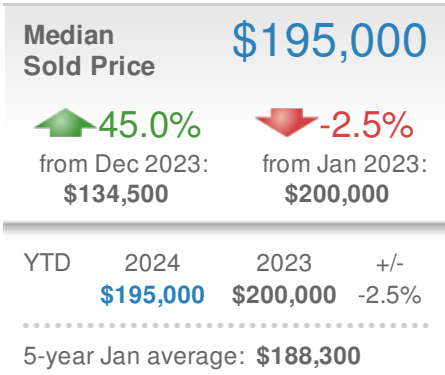 Median $195,000
Sold Price
45.0% -2.5%
from Dec 2023: from Jan 2023:
$134,500 $200,000
YTD 2024 2023 +/-
$195,000 $200,000 -2.5%
5-year Jan average: $188,300